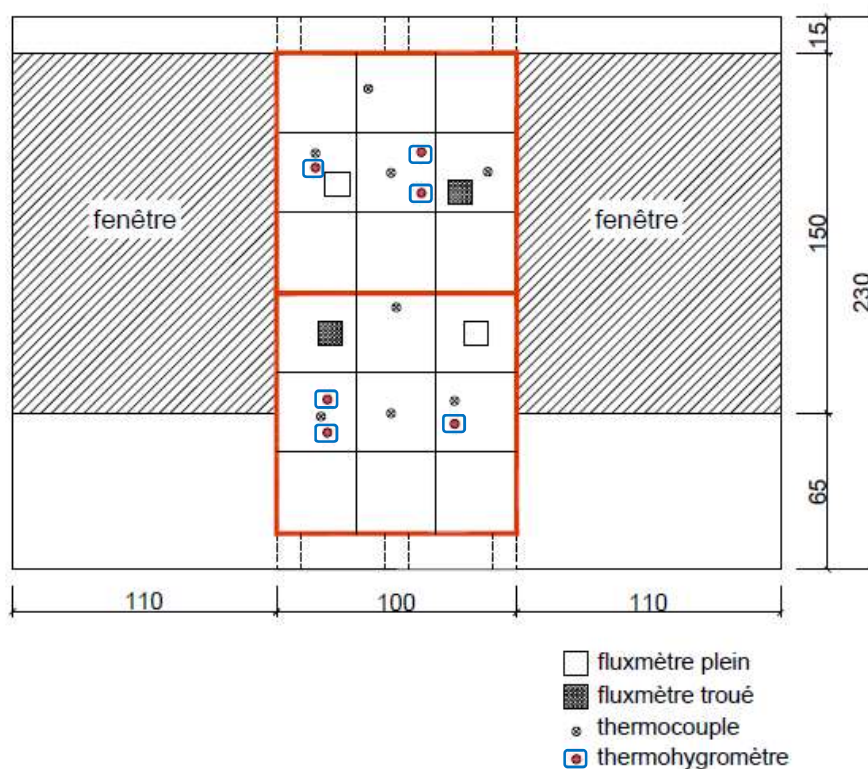 15
fenêtre
fenêtre
150
230
65
110
100
110
fluxmètre plein
fluxmètre troué
thermocouple
thermohygromètre